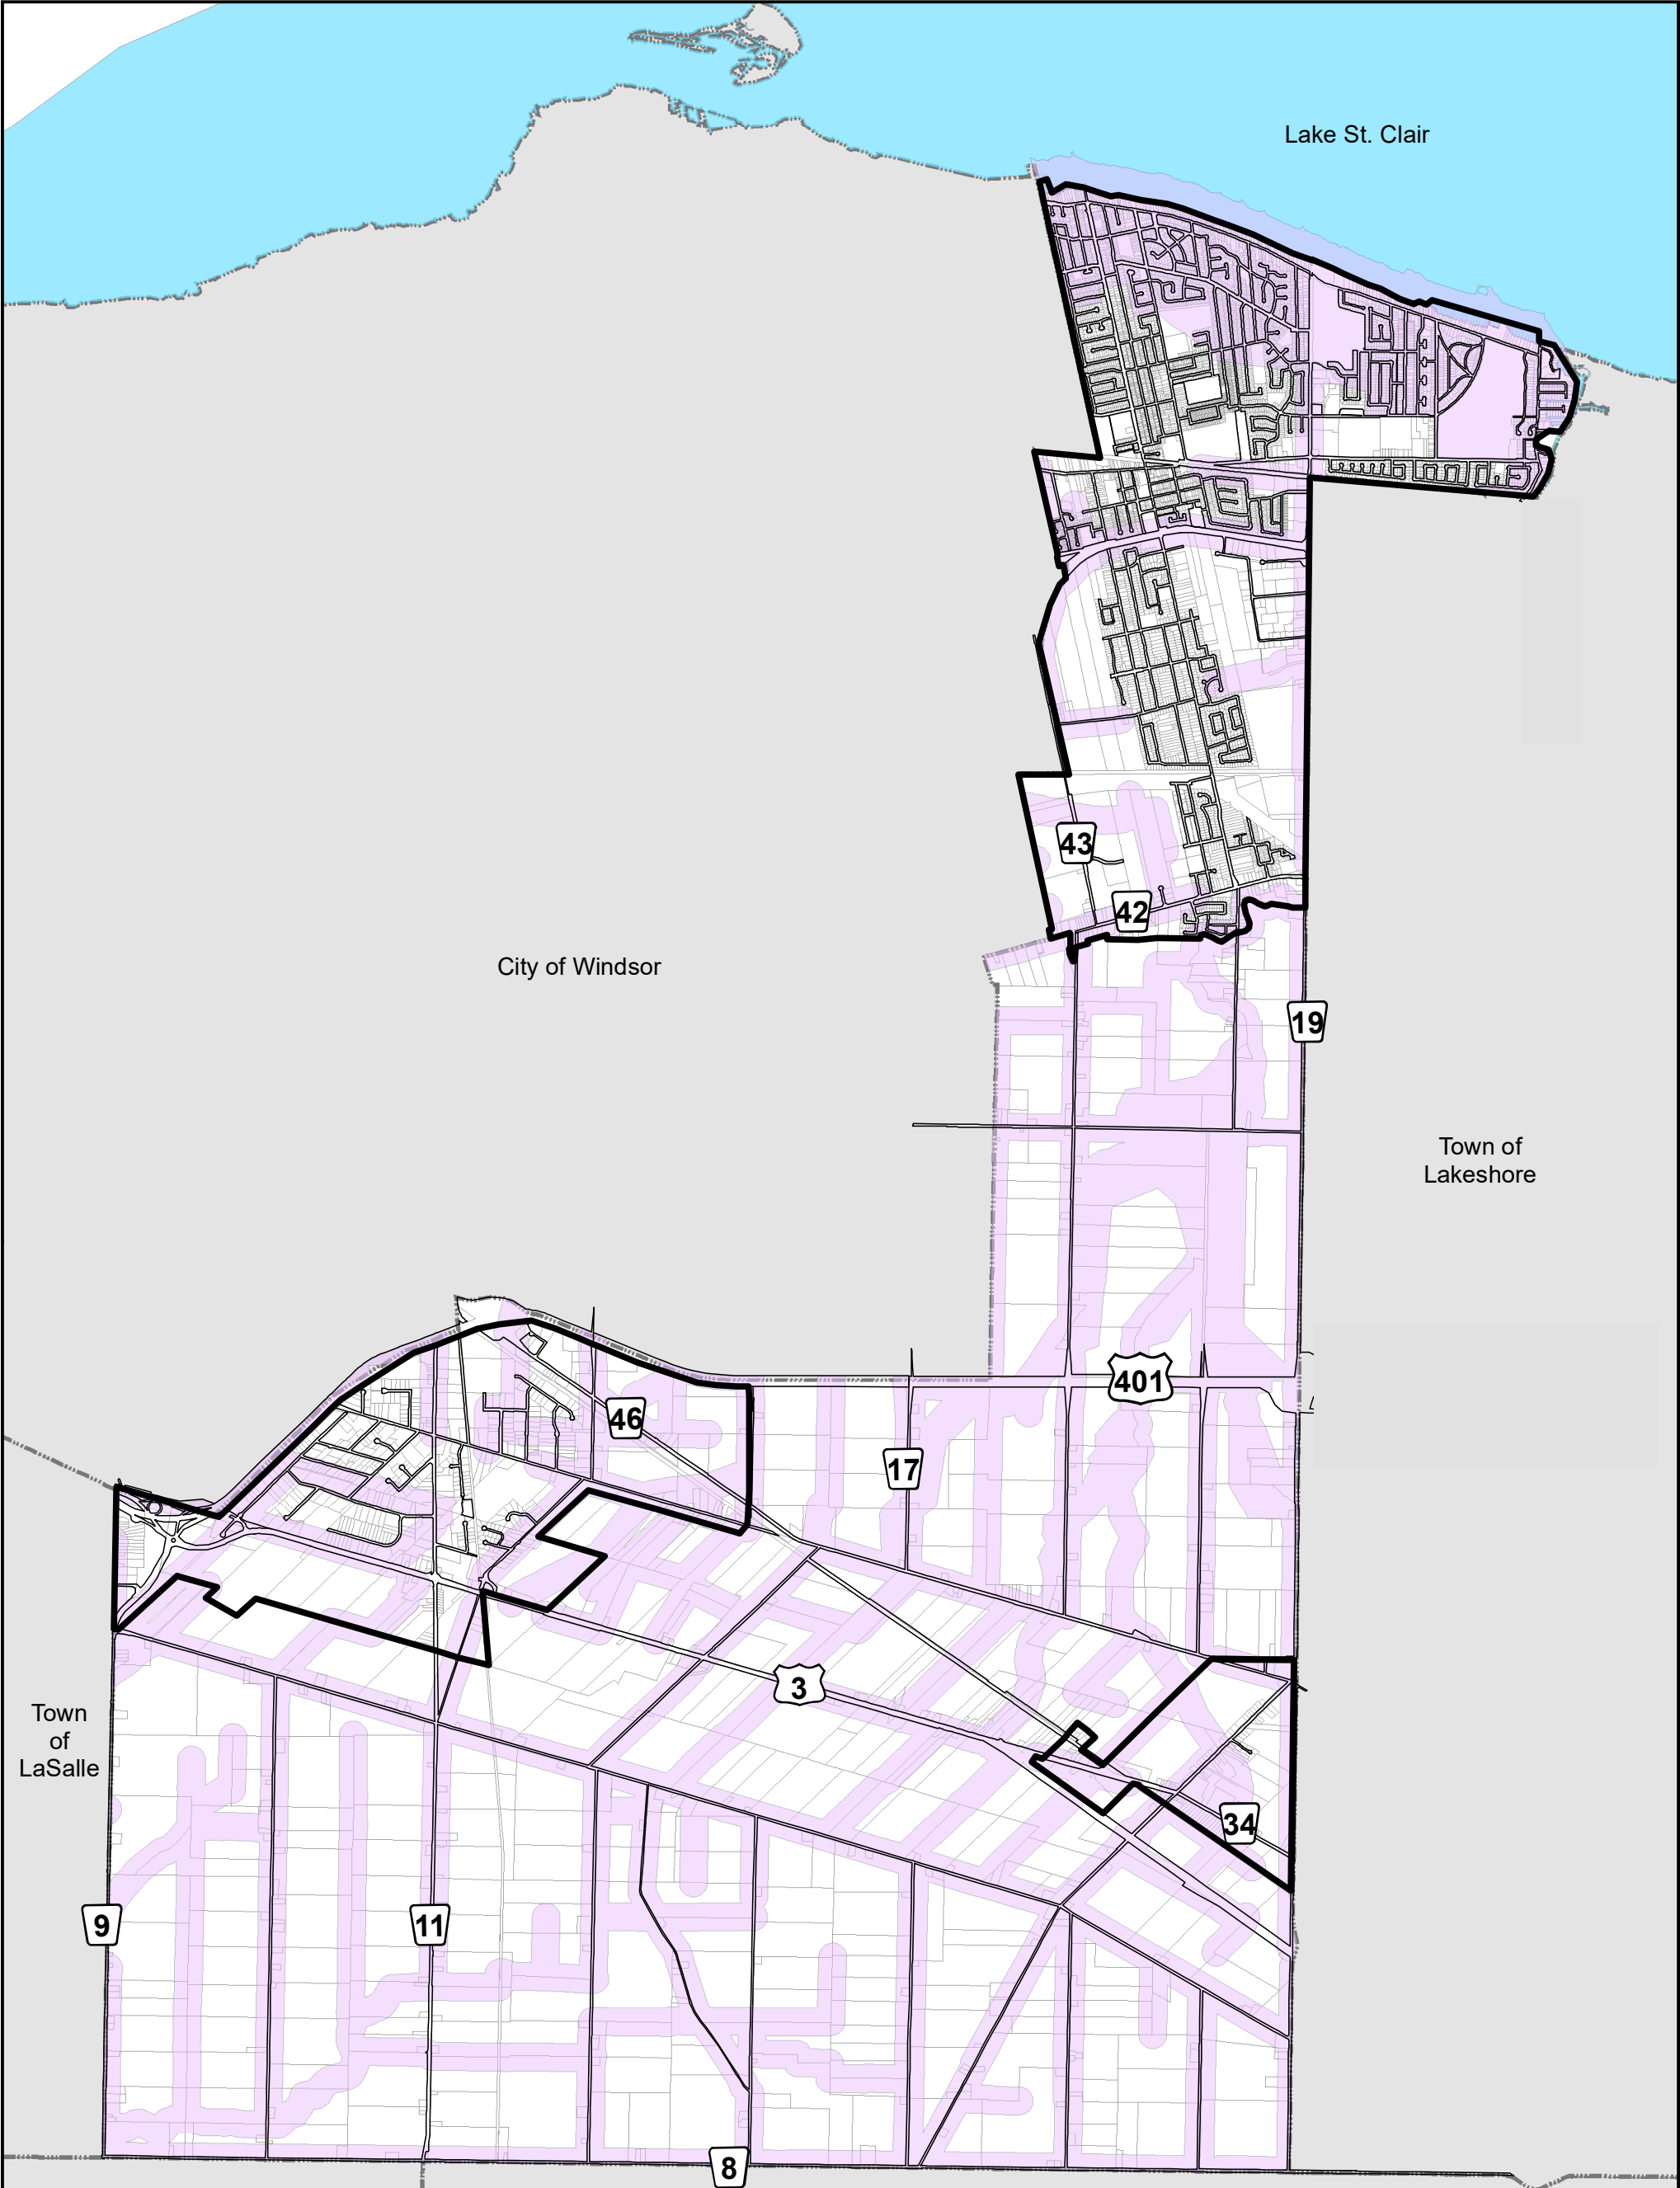 Lake St. Clair
43
42
City of Windsor
19
Town of
Lakeshore
401
46
17
3
Town
of
LaSalle
34
9
11
8